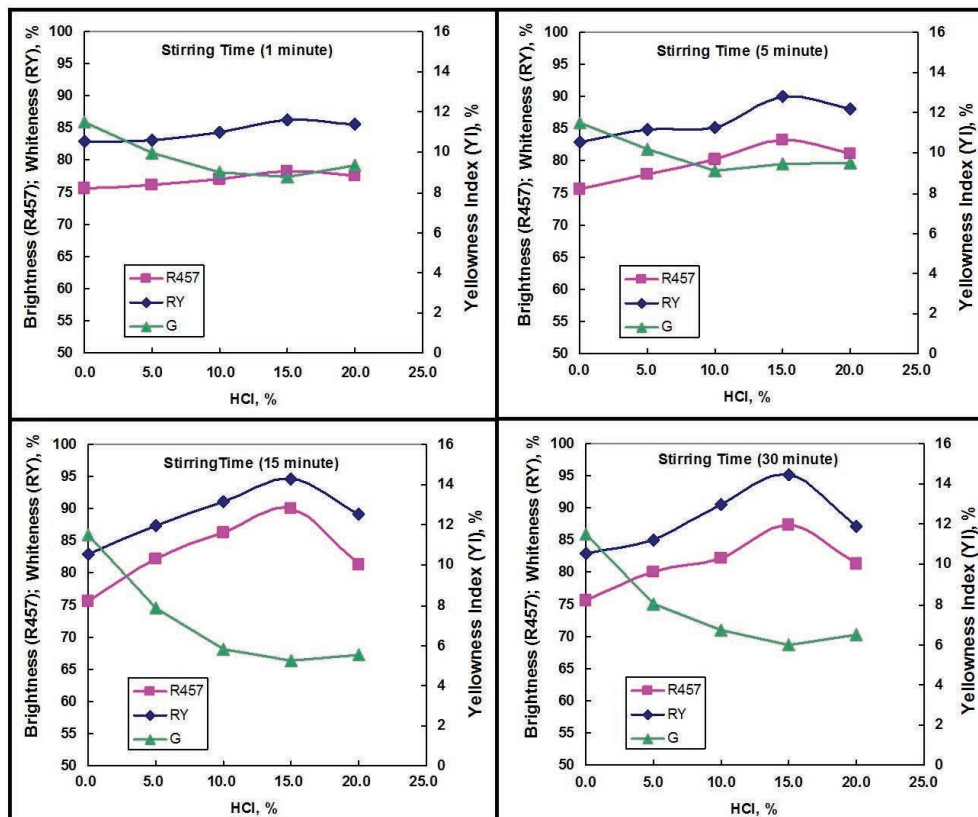 Stirring Time (1 minute)
Brightness (R457); Whiteness (RY), %
100
95
90
85
80
75
70
65
60
55
50
16
14
12
10
8
6
4
2
0
Yellowness Index (YI), %
R457
RY
G
0.0 5.0 10.0 15.0 20.0 25.0
HCl, %
Stirring Time (5 minute)
Brightness (R457); Whiteness (RY), %
100
95
90
85
80
75
70
65
60
55
50
16
14
12
10
8
6
4
2
0
Yellowness Index (YI), %
R457
RY
G
0.0 5.0 10.0 15.0 20.0 25.0
HCl, %
StirringTime (15 minute)
Brightness (R457); Whiteness (RY), %
100
95
90
85
80
75
70
65
60
55
50
16
14
12
10
8
6
4
2
0
Yellowness Index (YI), %
R457
RY
G
0.0 5.0 10.0 15.0 20.0 25.0
HCl, %
Stirring Time (30 minute)
Brightness (R457); Whiteness (RY), %
100
95
90
85
80
75
70
65
60
55
50
16
14
12
10
8
6
4
2
0
Yellowness Index (YI), %
R457
RY
G
0.0 5.0 10.0 15.0 20.0 25.0
HCl, %